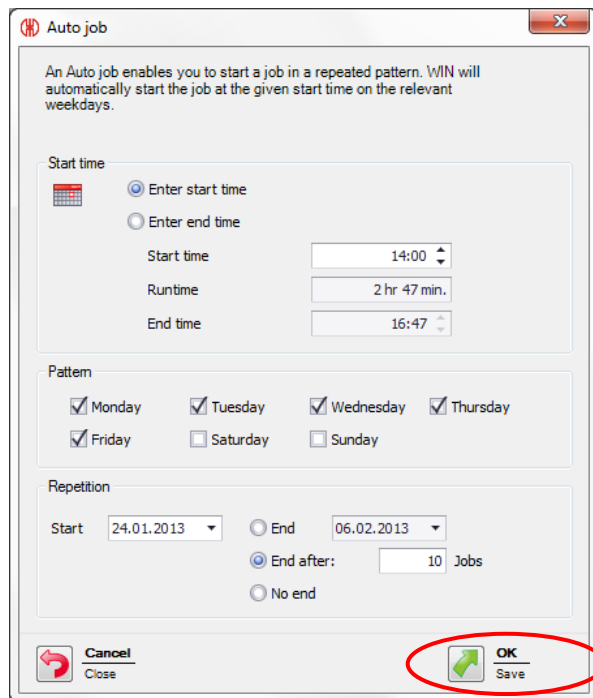 Auto job
An Auto job enables you to start a job in a repeated pattern. WIN will
automatically start the job at the given start time on the relevant
weekdays.
Start time
Enter start time
Enter end time
Start time 14:00
Runtime 2 hr 47 min.
End time 16:47
Pattern
Monday Tuesday Wednesday Thursday
Friday Saturday Sunday
Repetition
Start 24.01.2013 End 06.02.2013
End after: 10 Jobs
No end
Cancel OK
Close Save